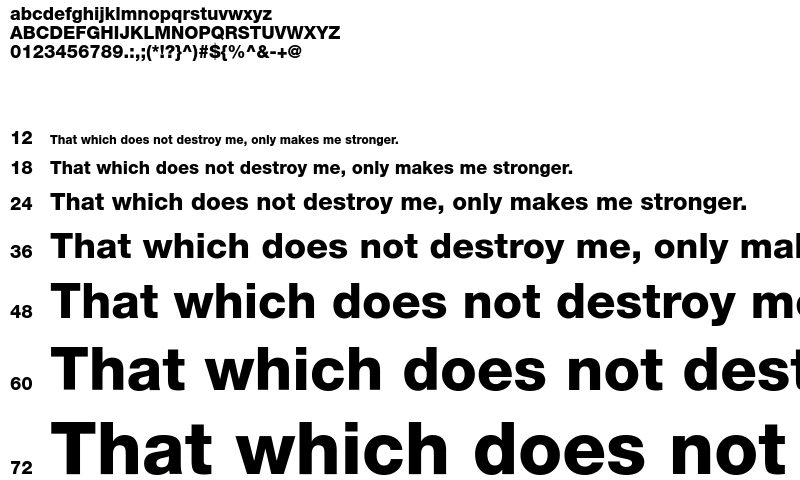 abcdefghijklmnopqrstuvwxyz
ABCDEFGHIJKLMNOPQRSTUVWXYZ
0123456789.:,;(*!?}^)#${%^&-+@
12 That which does not destroy me, only makes me stronger.
18 That which does not destroy me, only makes me stronger.
24 That which does not destroy me, only makes me stronger.
36 That which does not destroy me, only mak
48 That which does not destroy me
60 That which does not dest
72 That which does not